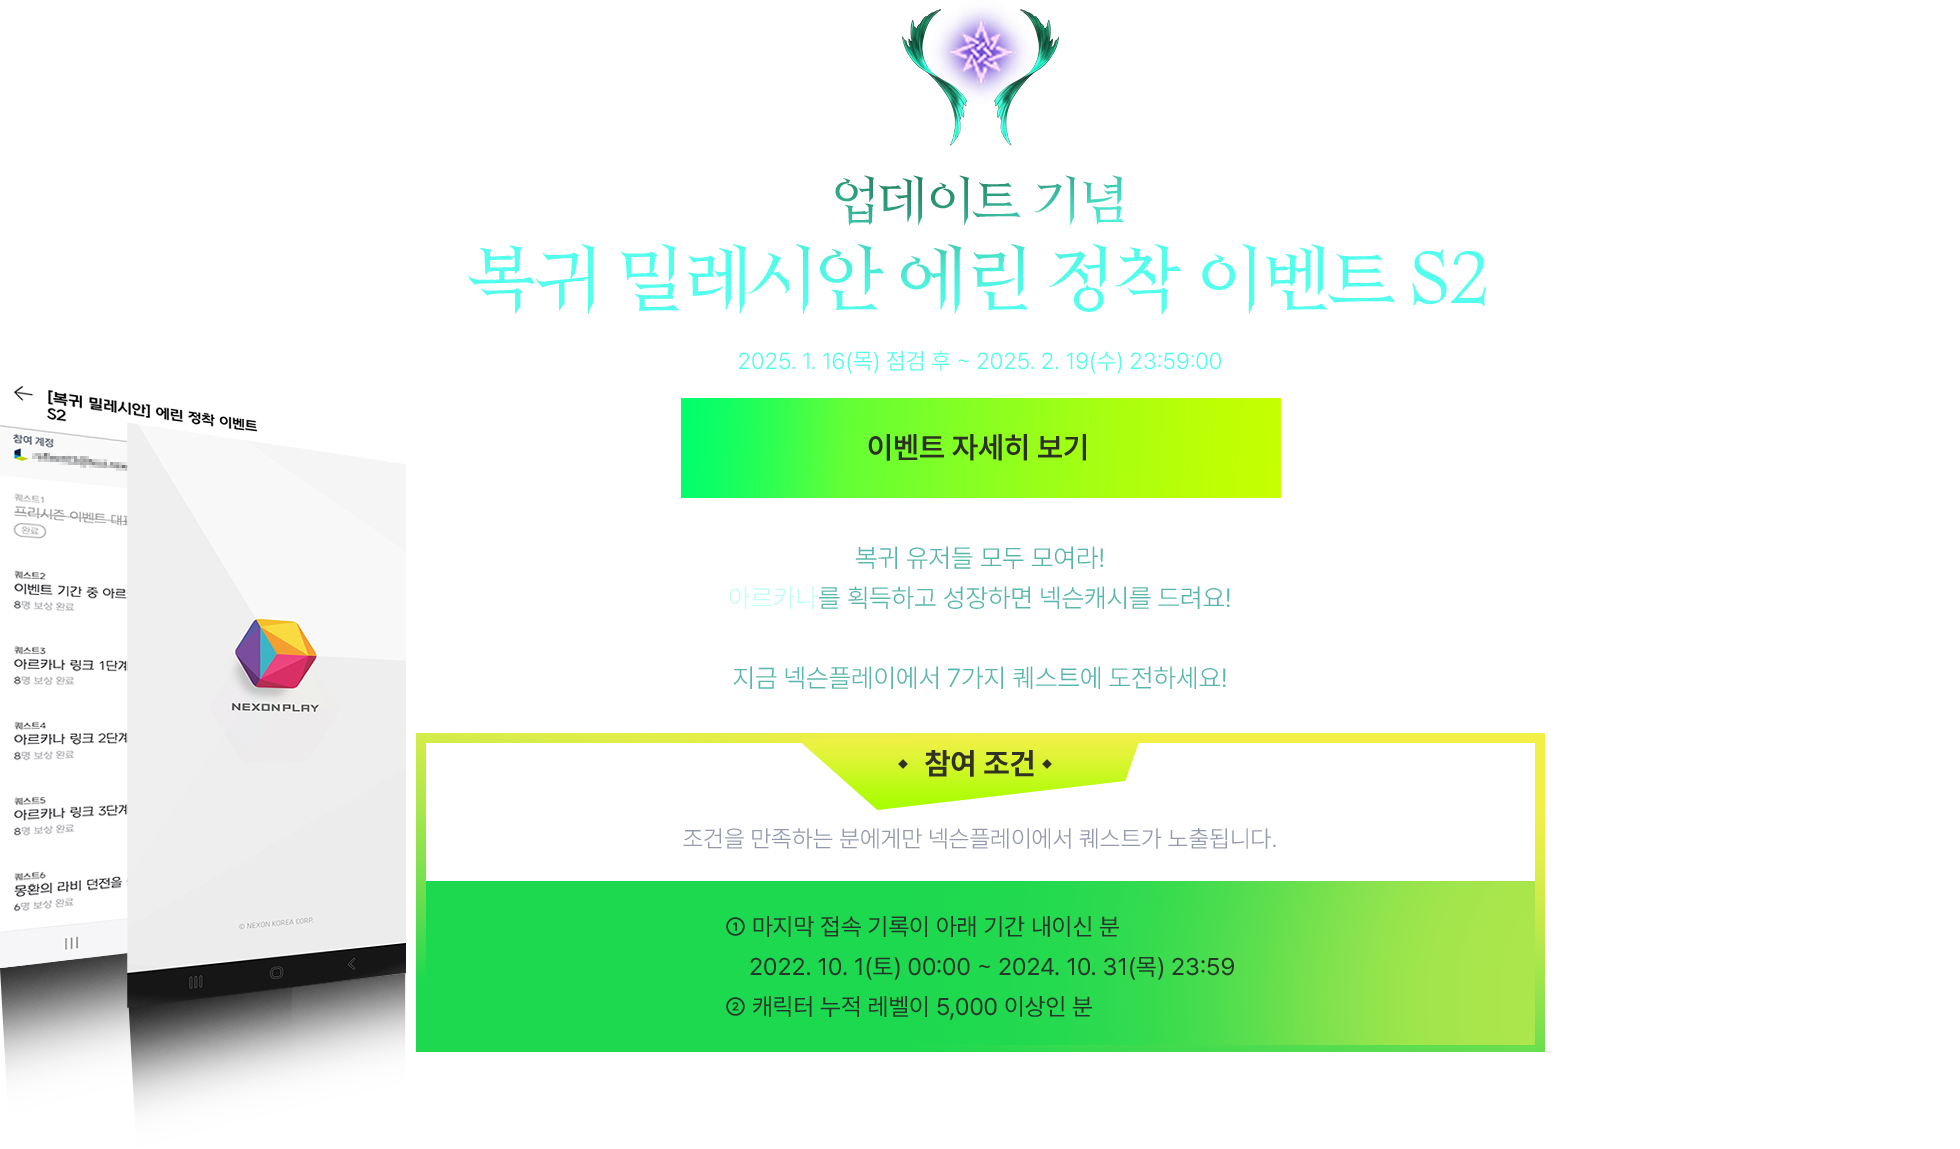 업데이트 기념
복귀 밀레시안 에린 정착 이벤트 S2
2025. 1. 16(목) 점검 후 ~ 2025. 2. 19(수) 23:59:00
이벤트 자세히 보기
복귀 유저들 모두 모여라!
아르카나를 획득하고 성장하면 넥슨캐시를 드려요!
지금 넥슨플레이에서 7가지 퀘스트에 도전하세요!
참여 조건
조건을 만족하는 분에게만 넥슨플레이에서 퀘스트가 노출됩니다.
① 마지막 접속 기록이 아래 기간 내이신 분
2022. 10. 1(토) 00:00 ~ 2024. 10. 31(목) 23:59
② 캐릭터 누적 레벨이 5,000 이상인 분
[복귀 밀레시안] 에린 정착 이벤트
S2
참여 계정
퀘스트1
프리시즌 이벤트 대
완료
퀘스트2
이벤트 기간 중 아르
8명 보상 완료
퀘스트3
아르카나 링크 1단계
8명 보상 완료
퀘스트4
아르카나 링크 2단계
8명 보상 완료
퀘스트5
아르카나 링크 3단계
8명 보상 완료
퀘스트6
몽환의 라비 던전을
6명 보상 완료
NEXON PLAY
© NEXON KOREA CORP.